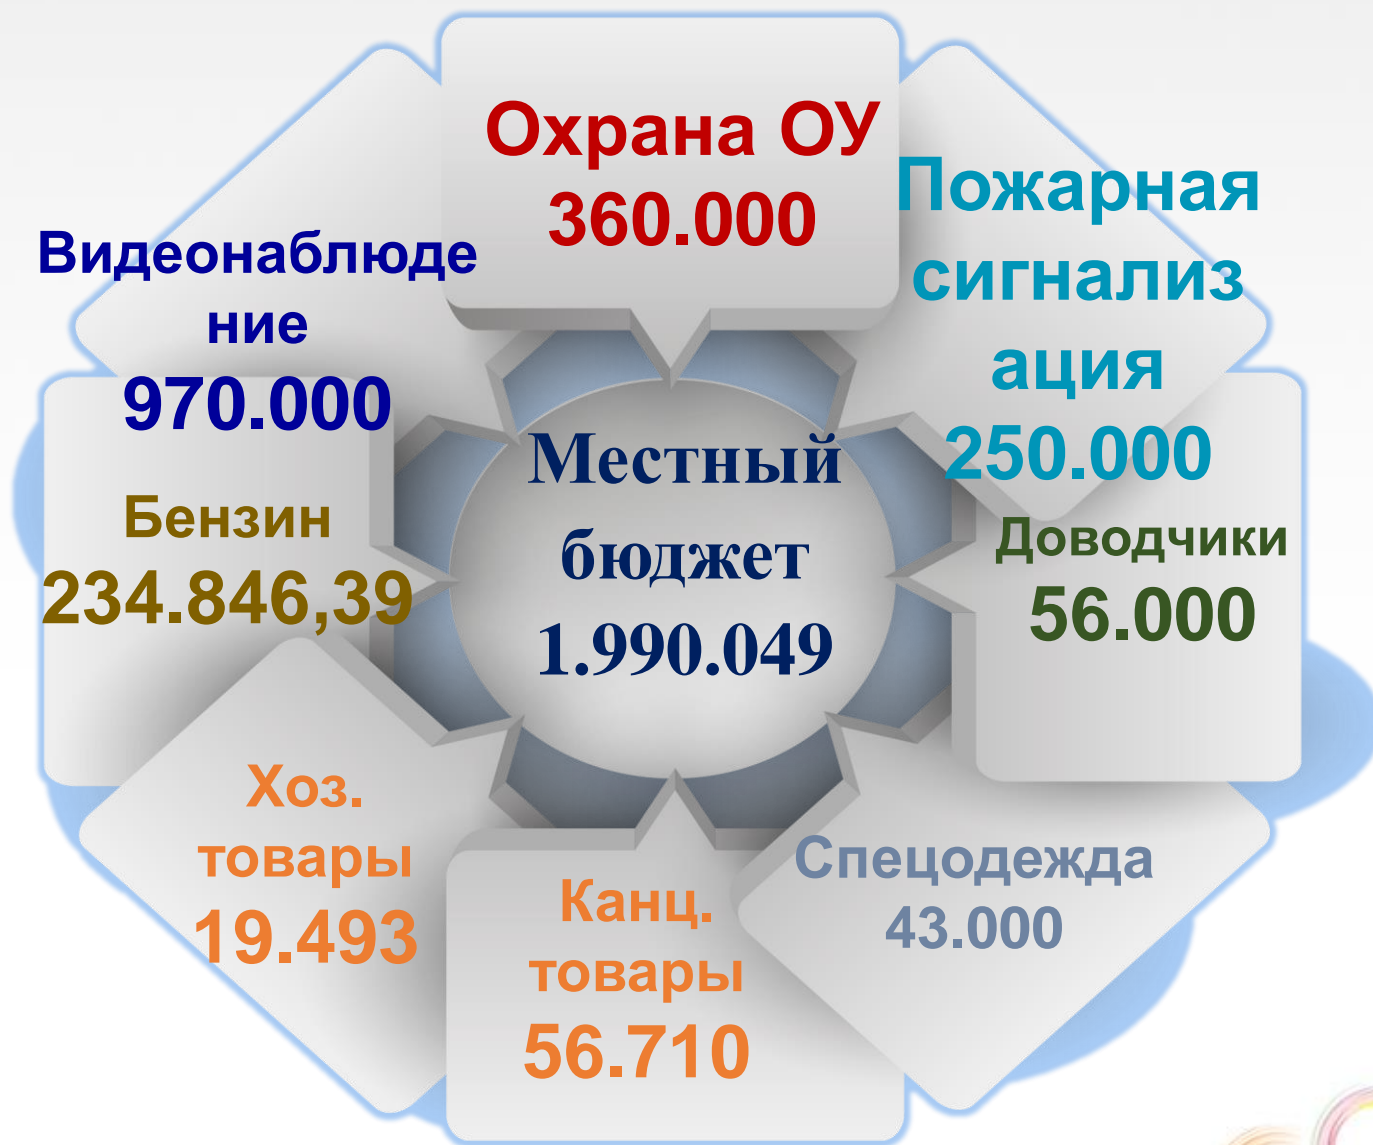 Охрана ОУ
360.000
Пожарная
сигнализ
ация
250.000
Видеонаблюде
ние
970.000
Местный
бюджет
1.990.049
Бензин
234.846,39
Доводчики
56.000
Хоз.
товары
19.493
Канц.
товары
56.710
Спецодежда
43.000